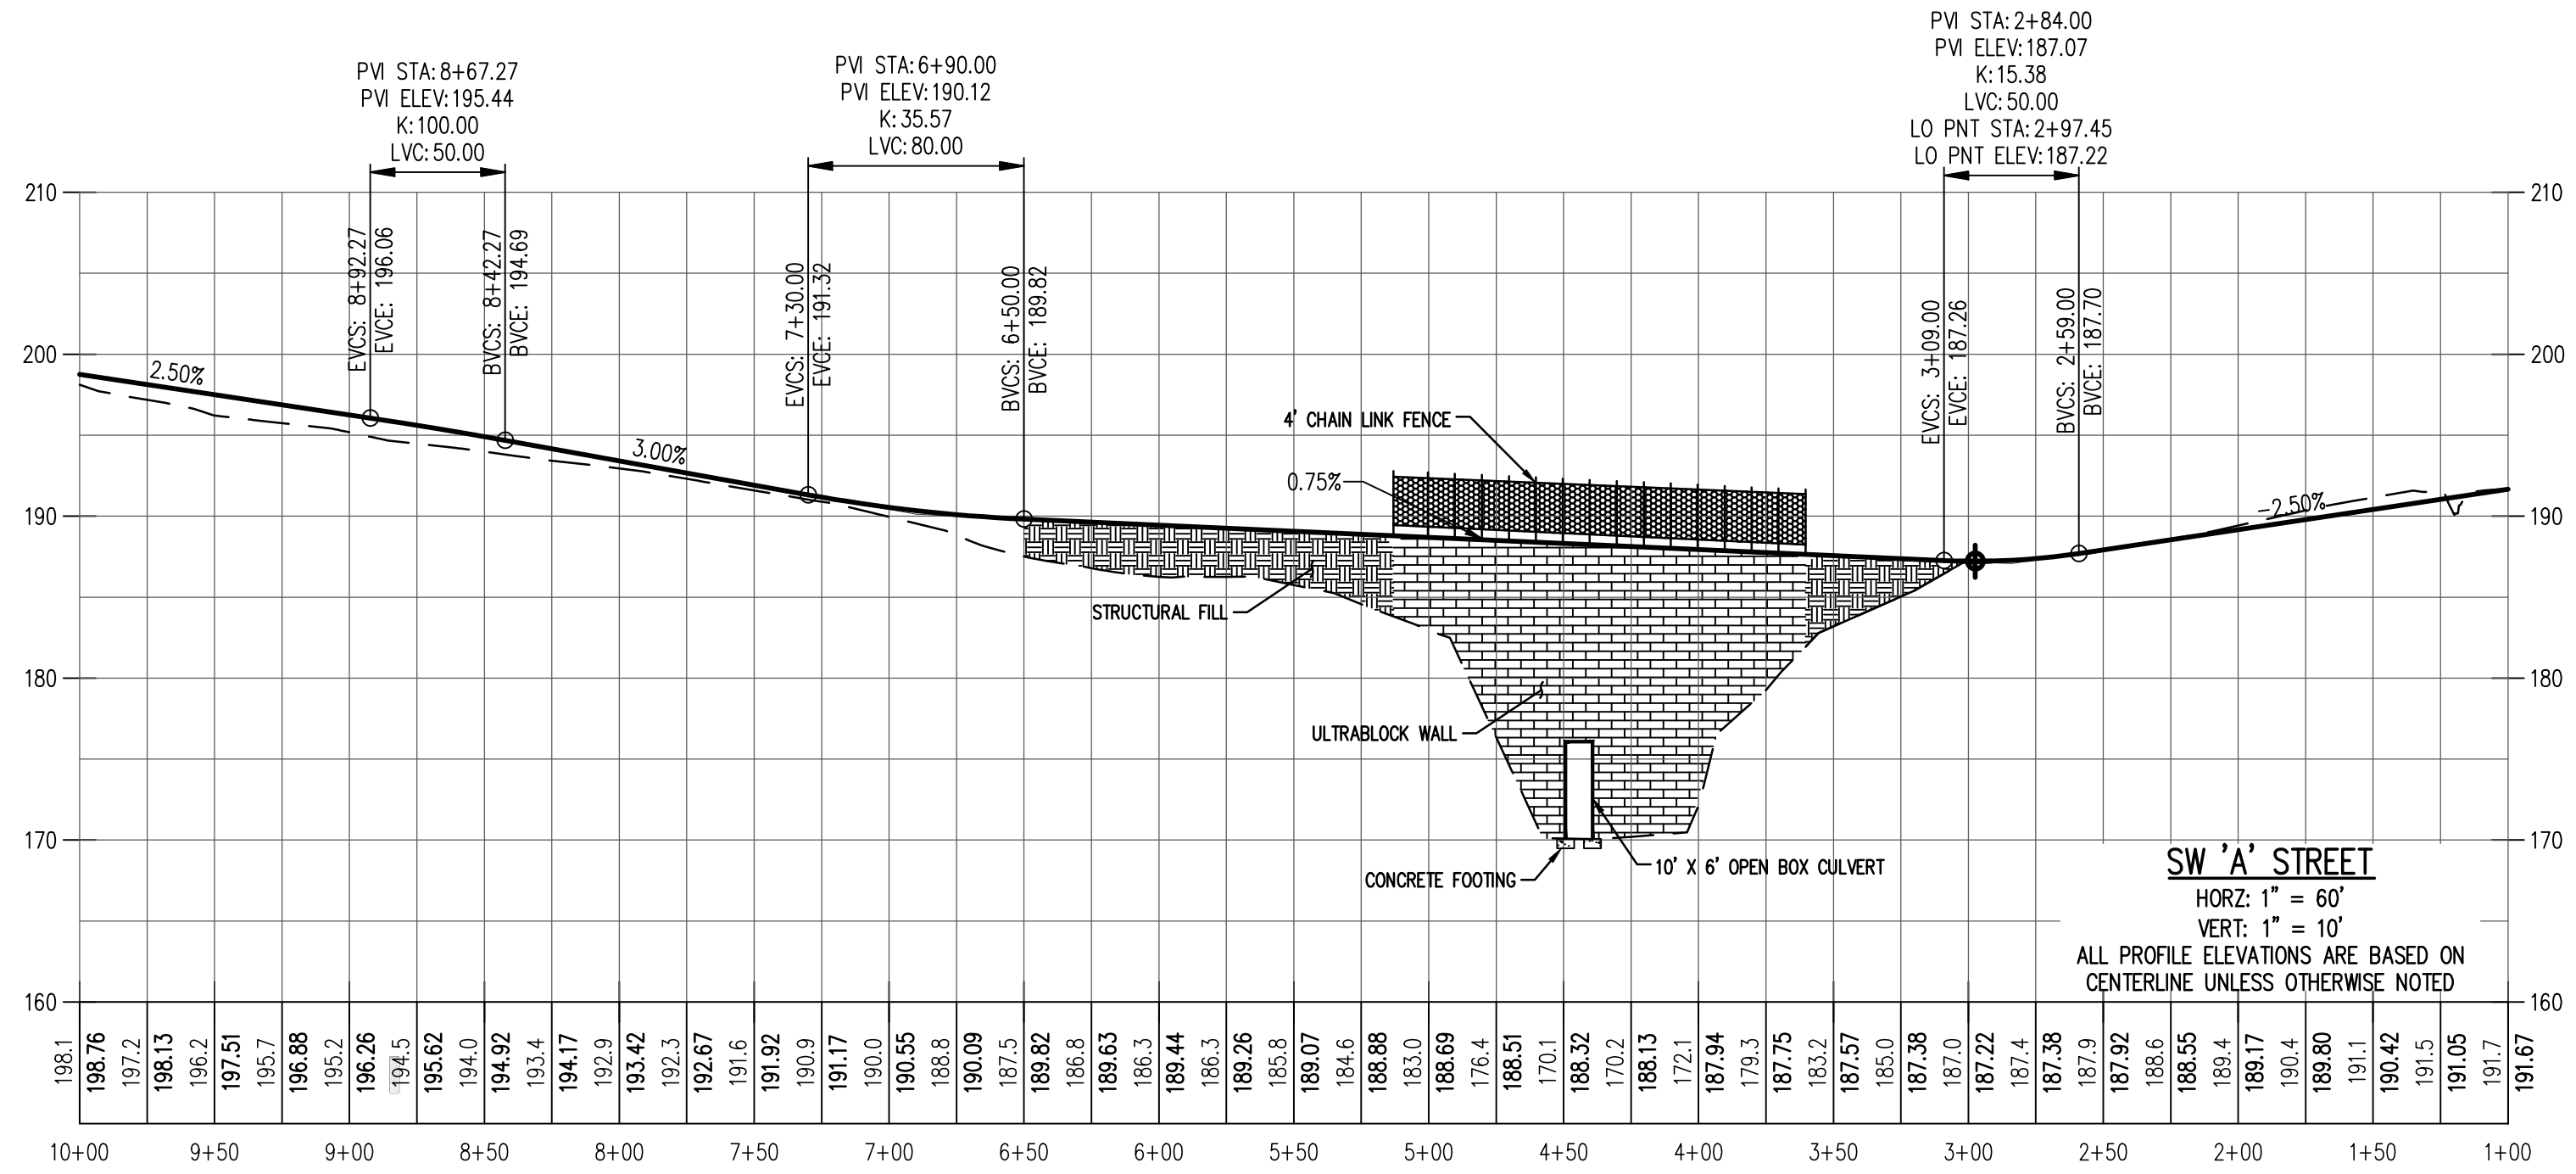 PVI STA: 8+67.27
PVI ELEV: 195.44
K: 100.00
LVC: 50.00
PVI STA: 6+90.00
PVI ELEV: 190.12
K: 35.57
LVC: 80.00
PVI STA: 2+84.00
PVI ELEV: 187.07
K: 15.38
LVC: 50.00
LO PNT STA: 2+97.45
LO PNT ELEV: 187.22
EVCS: 8+92.27
EVCE: 196.06
BVCS: 8+42.27
BVCE: 194.69
EVCS: 7+30.00
EVCE: 191.32
BVCS: 6+50.00
BVCE: 189.82
EVCS: 3+09.00
EVCE: 187.26
BVCS: 2+59.00
BVCE: 187.70
210
200
190
180
170
160
210
200
190
180
170
160
2.50%
3.00%
0.75%
-2.50%
4' CHAIN LINK FENCE
STRUCTURAL FILL
ULTRABLOCK WALL
10' X 6' OPEN BOX CULVERT
CONCRETE FOOTING
SW 'A' STREET
HORZ: 1" = 60'
VERT: 1" = 10'
ALL PROFILE ELEVATIONS ARE BASED ON
CENTERLINE UNLESS OTHERWISE NOTED
198.1
198.76
197.2
198.13
196.2
197.51
195.7
196.88
195.2
196.26
194.5
195.62
194.0
194.92
193.4
194.17
192.9
193.42
192.3
192.67
191.6
191.92
190.9
191.17
190.0
190.55
188.8
190.09
187.5
189.82
186.8
189.63
186.3
189.44
186.3
189.26
185.8
189.07
184.6
188.88
183.0
188.69
176.4
188.51
170.1
188.32
170.2
188.13
172.1
187.94
179.3
187.75
183.2
187.57
185.0
187.38
187.0
187.22
187.4
187.38
187.9
187.92
188.6
188.55
189.4
189.17
190.4
189.80
191.1
190.42
191.5
191.05
191.7
191.67
10+00 9+50 9+00 8+50 8+00 7+50 7+00 6+50 6+00 5+50 5+00 4+50 4+00 3+50 3+00 2+50 2+00 1+50 1+00